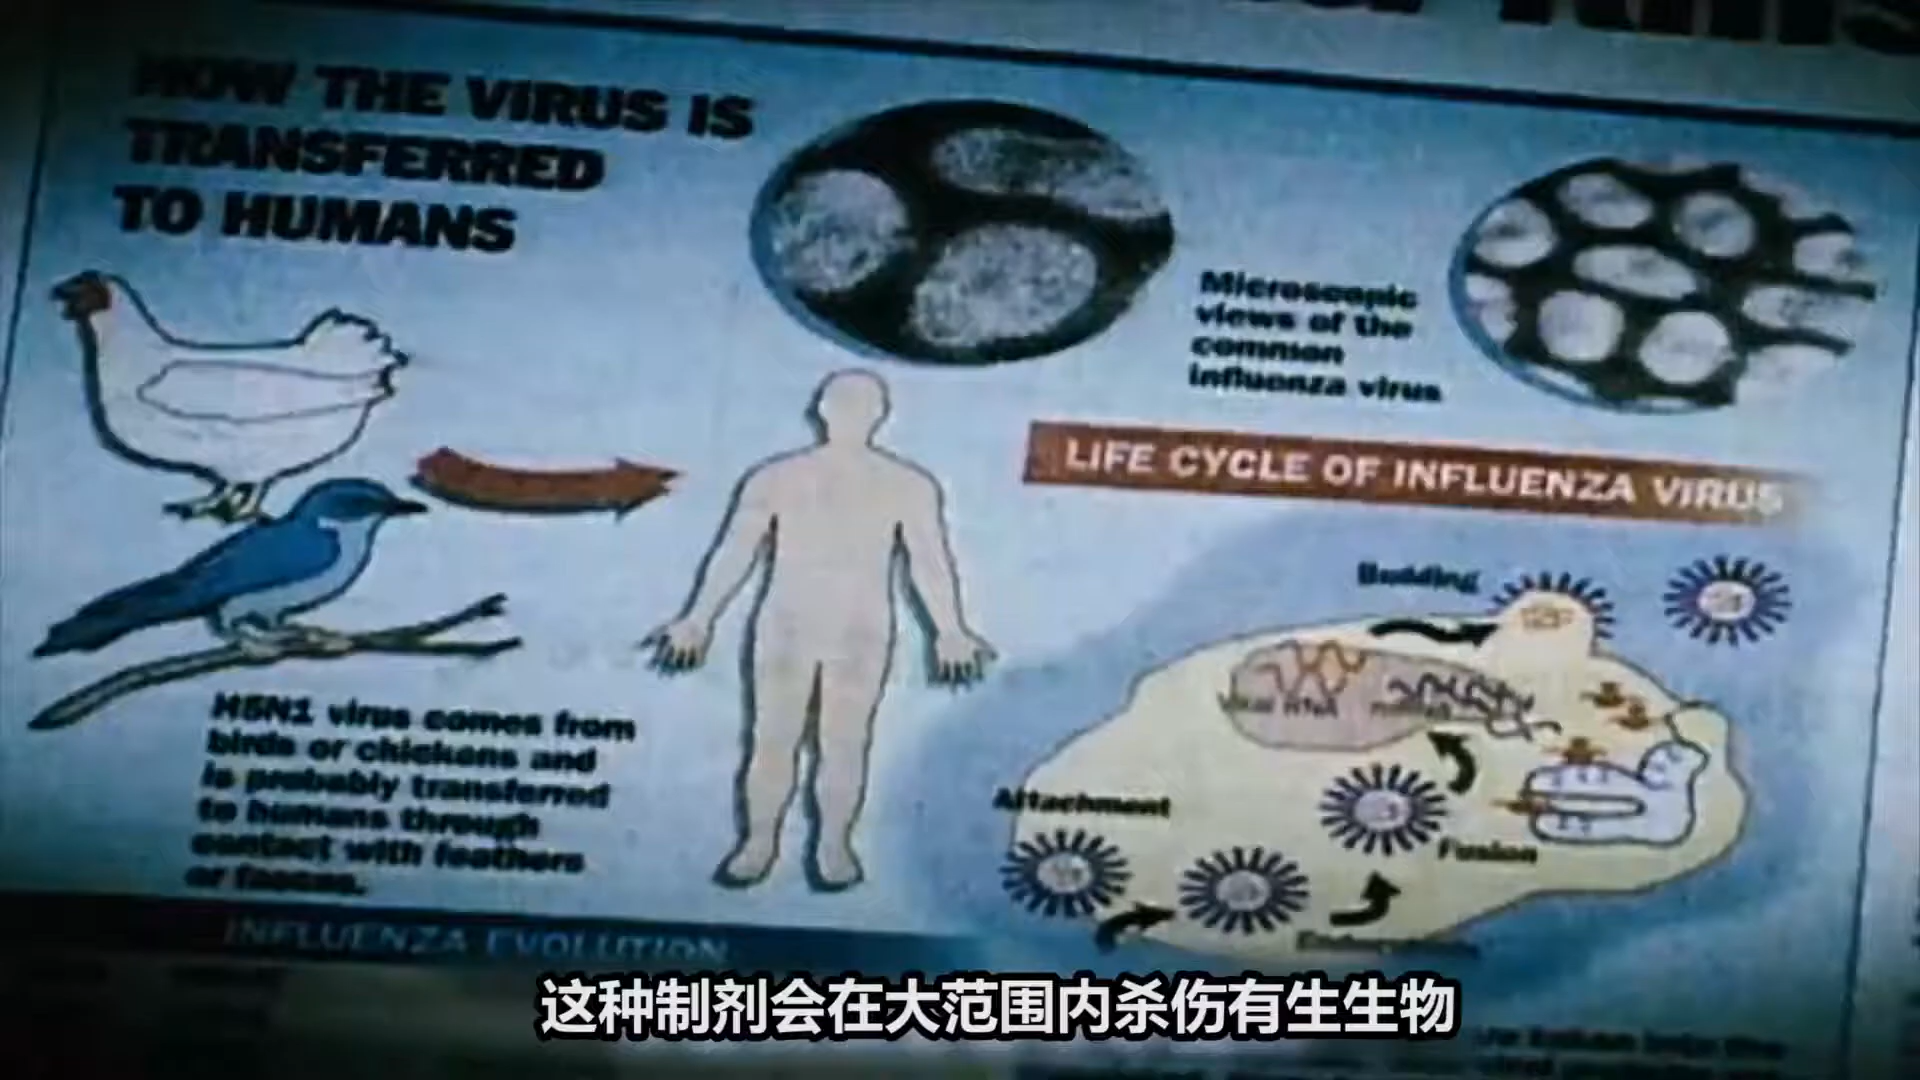 HOW THE VIRUS IS
TRANSFERRED
TO HUMANS
Microscopic
views of the
common
influenza virus
LIFE CYCLE OF INFLUENZA VIRUS
Budding
Viral RNA
Attachment
Fusion
H5N1 virus comes from
birds or chickens and
is probably transferred
to humans through
contact with feathers
or faeces.
INFLUENZA EVOLUTION
这种制剂会在大范围内杀伤有生生物